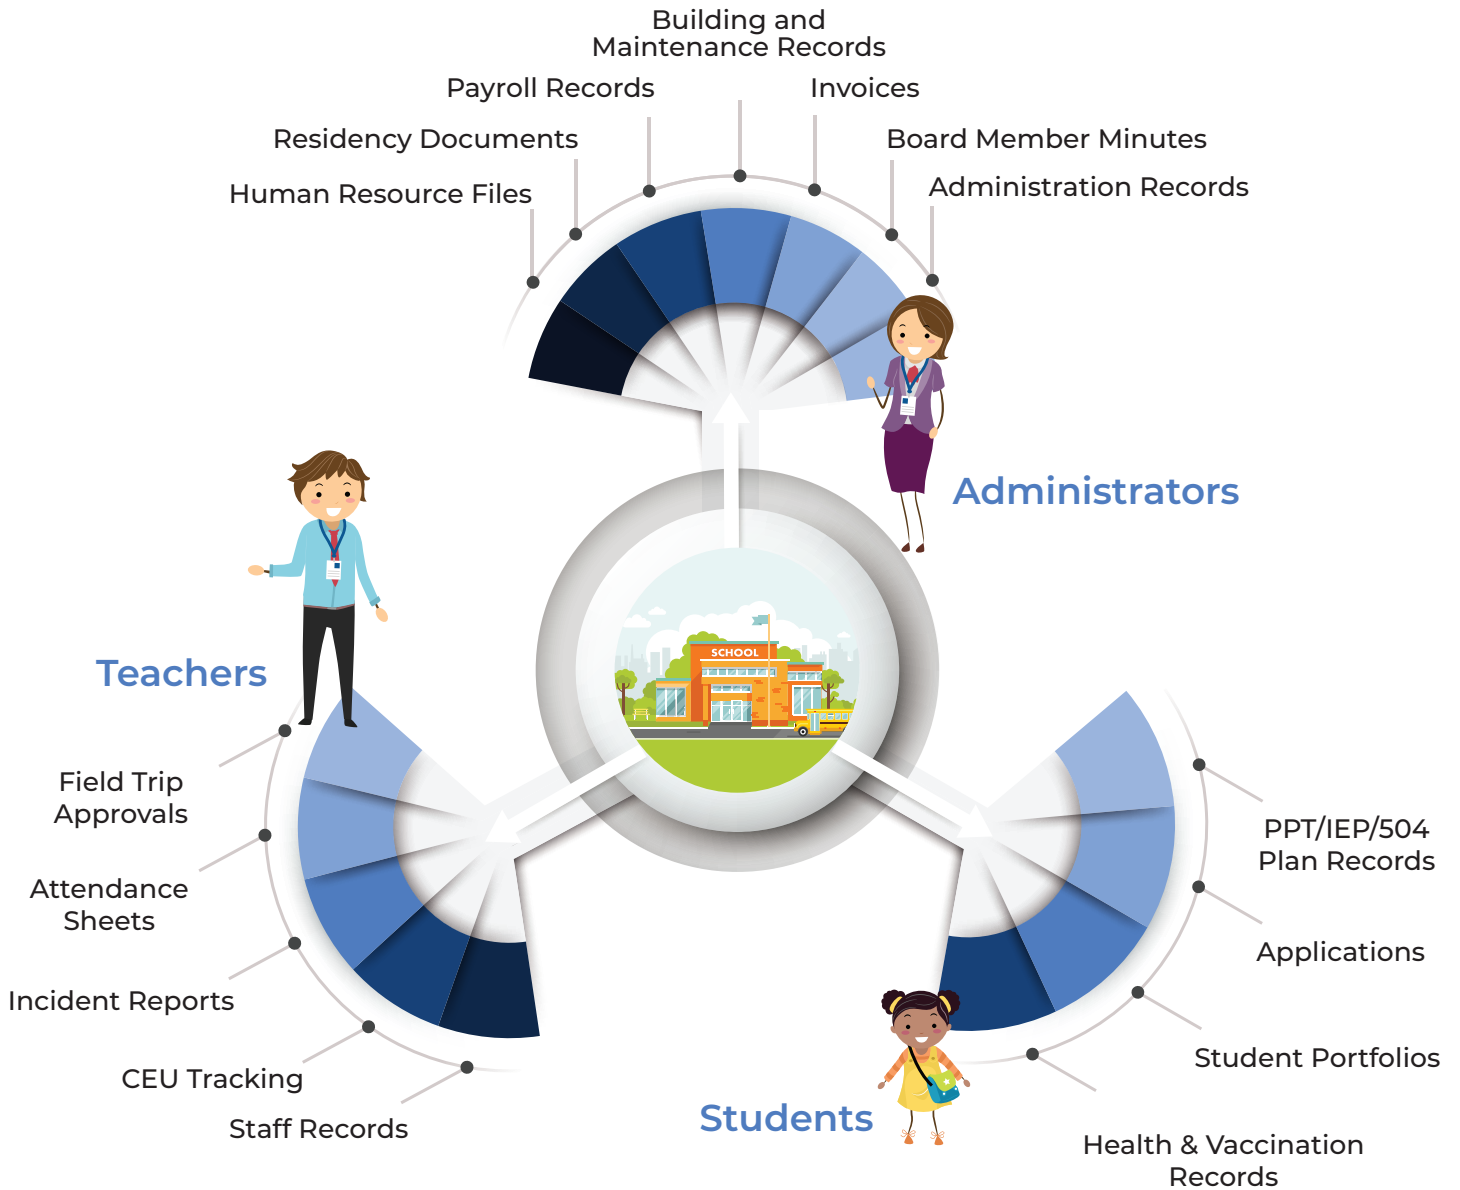 Building and
Maintenance Records
Payroll Records
Invoices
Residency Documents
Board Member Minutes
Human Resource Files
Administration Records
Administrators
SCHOOL
Teachers
Field Trip
Approvals
Attendance
Sheets
Incident Reports
CEU Tracking
Staff Records
PPT/IEP/504
Plan Records
Applications
Student Portfolios
Students
Health & Vaccination
Records